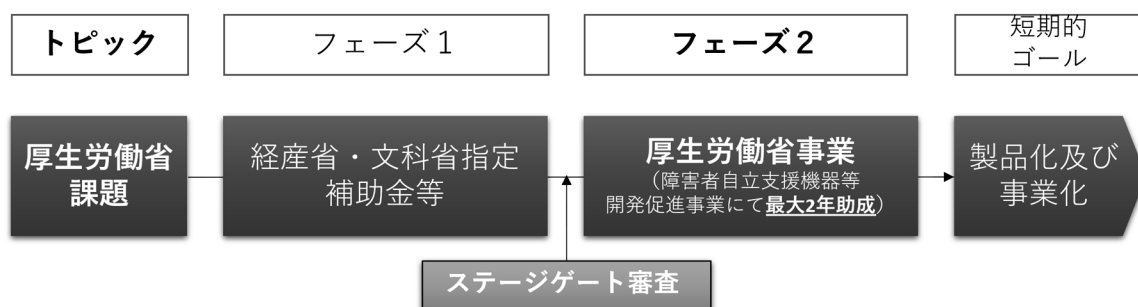 トピック
フェーズ１
フェーズ２
短期的
ゴール
厚生労働省
課題
経産省・文科省指定
補助金等
厚生労働省事業
（障害者自立支援機器等
開発促進事業にて最大2年助成）
製品化及び
事業化
ステージゲート審査